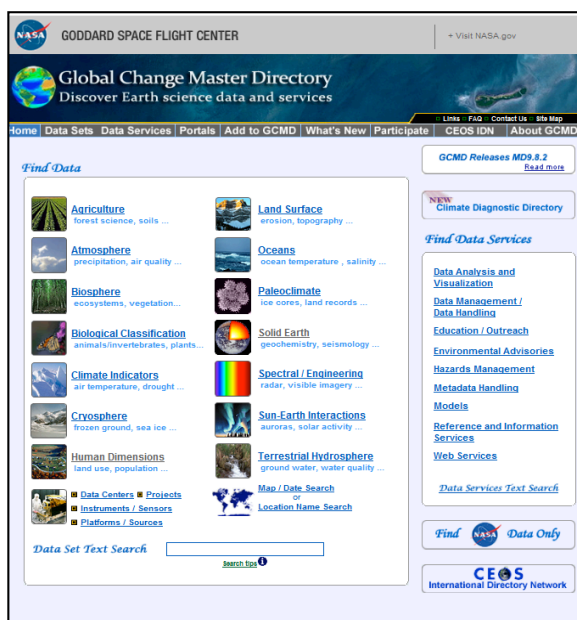 NASA
GODDARD SPACE FLIGHT CENTER
+ Visit NASA.gov
Global Change Master Directory
Discover Earth science data and services
Links FAQ Contact Us Site Map
Home Data Sets Data Services Portals Add to GCMD What's New Participate CEOS IDN About GCMD
Find Data
Agriculture
forest science, soils ...
Land Surface
erosion, topography ...
Atmosphere
precipitation, air quality ...
Oceans
ocean temperature , salinity ...
Biosphere
ecosystems, vegetation...
Paleoclimate
ice cores, land records ...
Biological Classification
animals/invertebrates, plants...
Solid Earth
geochemistry, seismology ...
Climate Indicators
air temperature, drought ...
Spectral / Engineering
radar, visible imagery ...
Cryosphere
frozen ground, sea ice ...
Sun-Earth Interactions
auroras, solar activity ...
Human Dimensions
land use, population ...
Terrestrial Hydrosphere
ground water, water quality ...
Data Centers Projects
Instruments / Sensors
Platforms / Sources
Map / Date Search
or
Location Name Search
Data Set Text Search
Search tips
GCMD Releases MD9.8.2
Read more
NEW
Climate Diagnostic Directory
Find Data Services
Data Analysis and
Visualization
Data Management /
Data Handling
Education / Outreach
Environmental Advisories
Hazards Management
Metadata Handling
Models
Reference and Information
Services
Web Services
Data Services Text Search
Find NASA Data Only
CEOS
International Directory Network